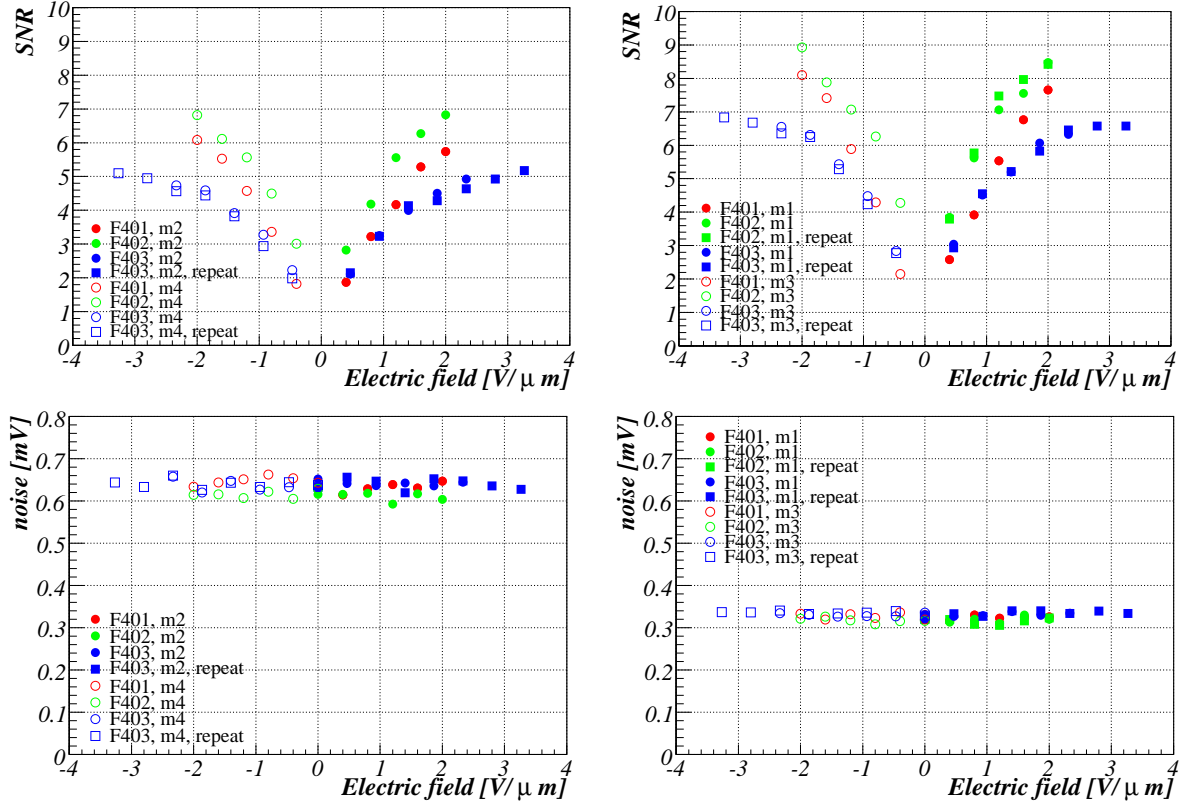 SNR
10
9
8
7
6
5
4
3
2
1
0
F401, m2
F402, m2
F403, m2
F403, m2, repeat
F401, m4
F402, m4
F403, m4
F403, m4, repeat
-4 -3 -2 -1 0 1 2 3 4
Electric field [V/ μ m]
SNR
10
9
8
7
6
5
4
3
2
1
0
F401, m1
F402, m1
F402, m1, repeat
F403, m1
F403, m1, repeat
F401, m3
F402, m3
F403, m3
F403, m3, repeat
-4 -3 -2 -1 0 1 2 3 4
Electric field [V/ μ m]
noise [mV]
0.8
0.7
0.6
0.5
0.4
0.3
0.2
0.1
0
F401, m2
F402, m2
F403, m2
F403, m2, repeat
F401, m4
F402, m4
F403, m4
F403, m4, repeat
-4 -3 -2 -1 0 1 2 3 4
Electric field [V/ μ m]
noise [mV]
0.8
0.7
0.6
0.5
0.4
0.3
0.2
0.1
0
F401, m1
F402, m1
F402, m1, repeat
F403, m1
F403, m1, repeat
F401, m3
F402, m3
F403, m3
F403, m3, repeat
-4 -3 -2 -1 0 1 2 3 4
Electric field [V/ μ m]